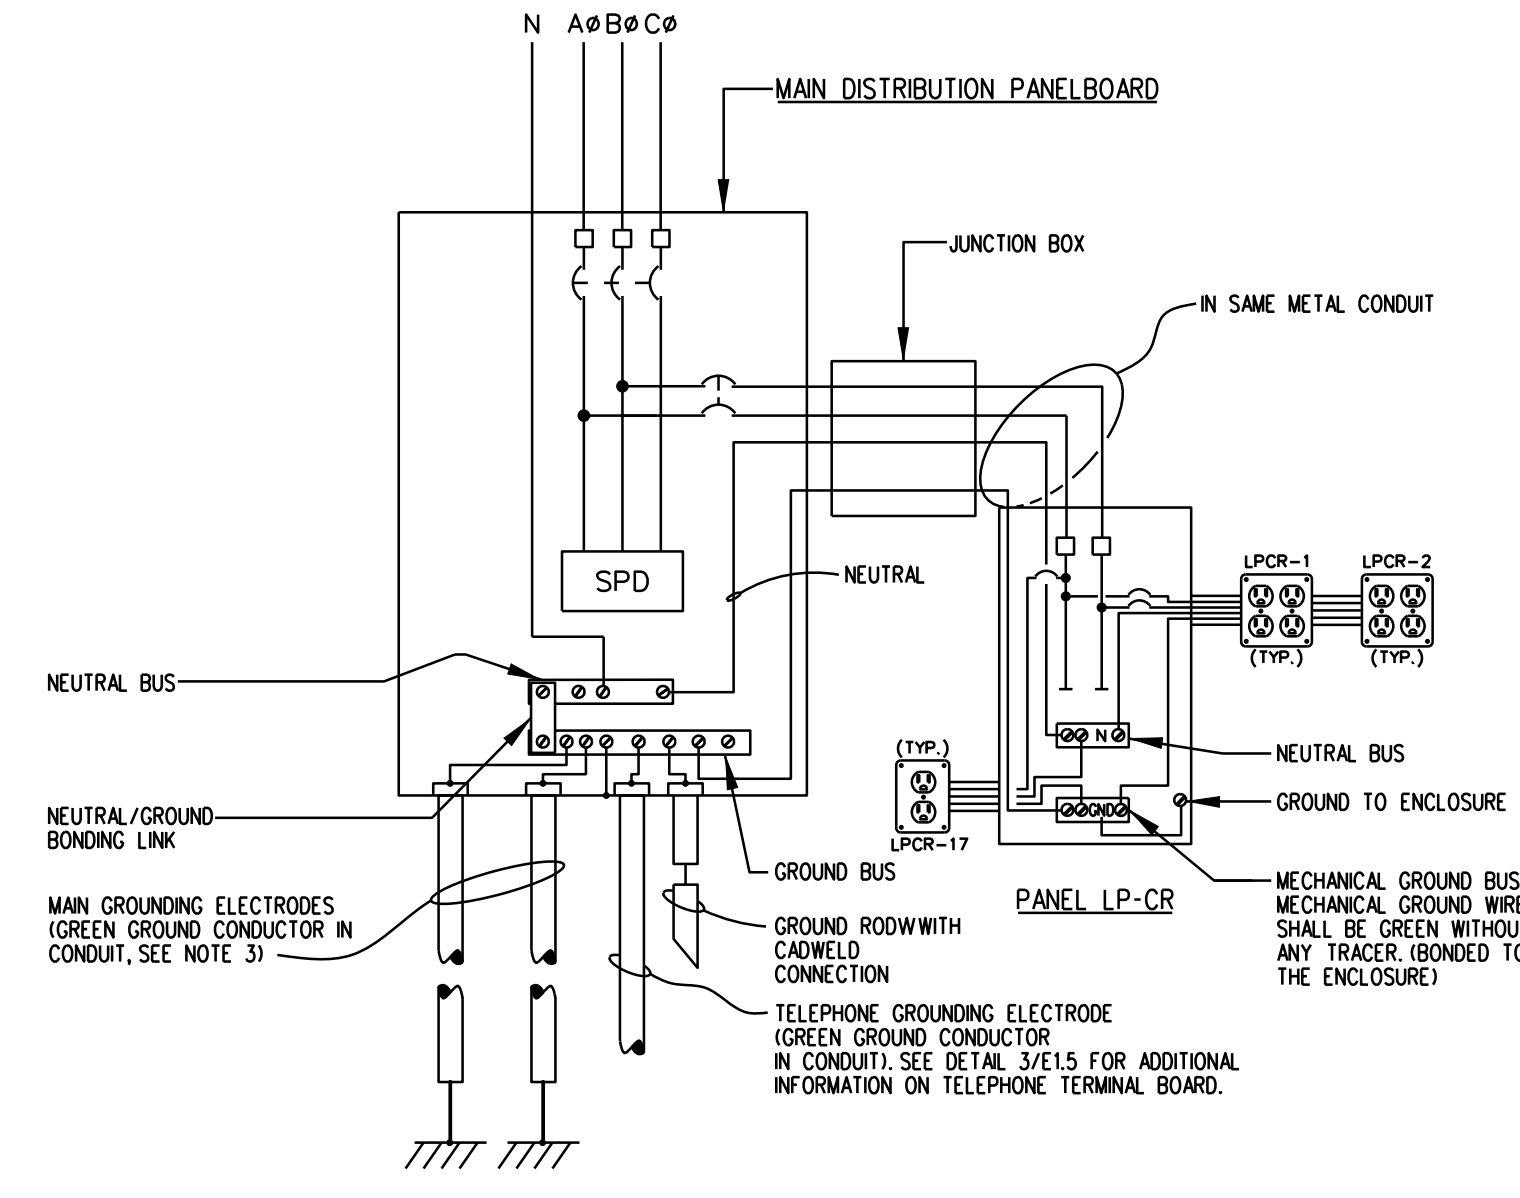 N AØ BØ CØ
MAIN DISTRIBUTION PANELBOARD
JUNCTION BOX
IN SAME METAL CONDUIT
SPD
NEUTRAL
LPCR-1
LPCR-2
(TYP.)
(TYP.)
NEUTRAL BUS
N
NEUTRAL BUS
(TYP.)
LPCR-17
GND
GROUND TO ENCLOSURE
NEUTRAL/GROUND
BONDING LINK
GROUND BUS
PANEL LP-CR
MECHANICAL GROUND BUS
MECHANICAL GROUND WIRE
SHALL BE GREEN WITHOU
ANY TRACER. (BONDED TO
THE ENCLOSURE)
MAIN GROUNDING ELECTRODES
(GREEN GROUND CONDUCTOR IN
CONDUIT, SEE NOTE 3)
GROUND RODW WITH
CADWELD
CONNECTION
TELEPHONE GROUNDING ELECTRODE
(GREEN GROUND CONDUCTOR
IN CONDUIT). SEE DETAIL 3/E1.5 FOR ADDITIONAL
INFORMATION ON TELEPHONE TERMINAL BOARD.